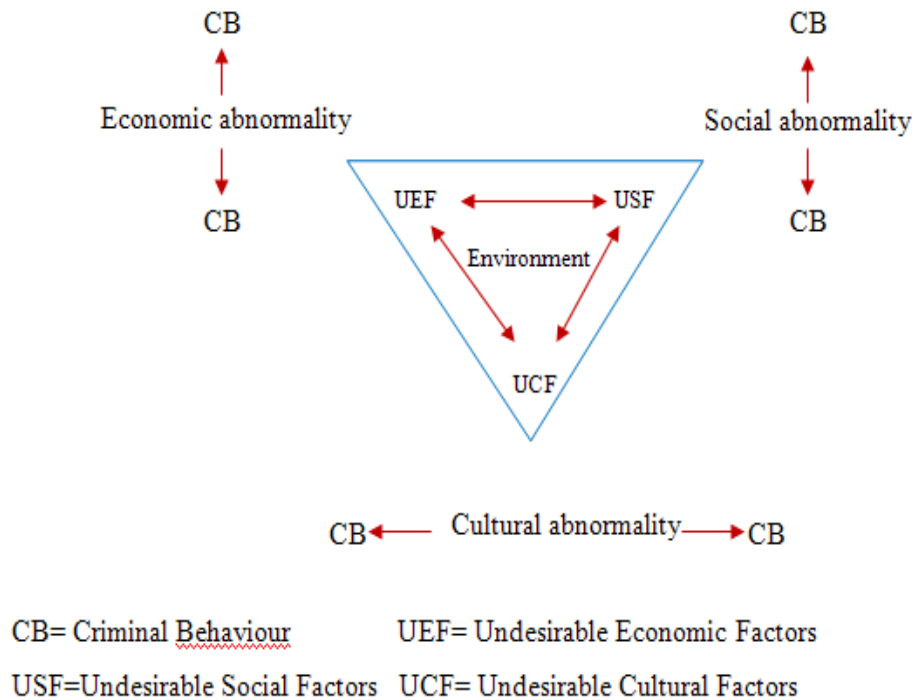 CB
CB
Economic abnormality
Social abnormality
CB
CB
UEF
USF
Environment
UCF
CB
Cultural abnormality
CB
CB= Criminal Behaviour
UEF= Undesirable Economic Factors
USF=Undesirable Social Factors
UCF= Undesirable Cultural Factors